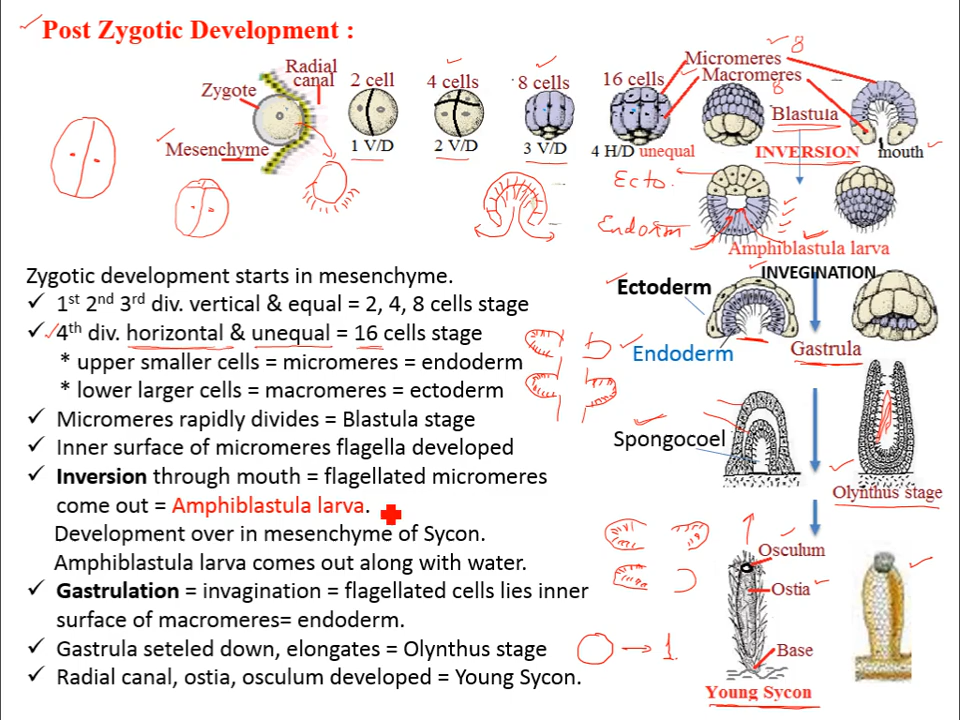 Post Zygotic Development :
Micromeres 8
Radial canal
2 cell
4 cells
8 cells
16 cells
Macromeres
8
Zygote
Blastula
Mesenchyme
1 V/D
2 V/D
3 V/D
4 H/D unequal
INVERSION
mouth
Ecto.
Endorm
Amphiblastula larva
INVEGINATION
Zygotic development starts in mesenchyme.
Ectoderm
✓ 1st 2nd 3rd div. vertical & equal = 2, 4, 8 cells stage
✓ 4th div. horizontal & unequal = 16 cells stage
Endoderm
Gastrula
* upper smaller cells = micromeres = endoderm
* lower larger cells = macromeres = ectoderm
✓ Micromeres rapidly divides = Blastula stage
Spongocoel
✓ Inner surface of micromeres flagella developed
✓ Inversion through mouth = flagellated micromeres
come out = Amphiblastula larva.
Olynthus stage
Development over in mesenchyme of Sycon.
Amphiblastula larva comes out along with water.
Osculum
✓ Gastrulation = invagination = flagellated cells lies inner
surface of macromeres= endoderm.
Ostia
✓ Gastrula seteled down, elongates = Olynthus stage
1.
Base
✓ Radial canal, ostia, osculum developed = Young Sycon.
Young Sycon